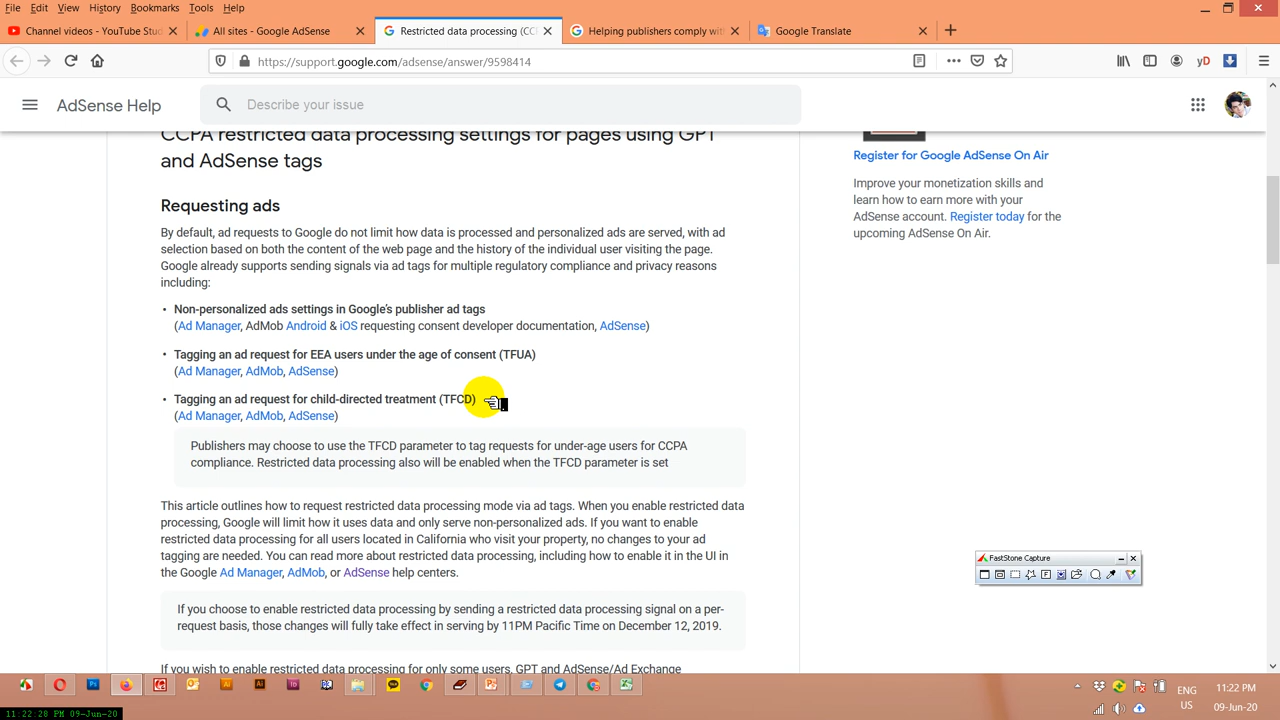 File Edit View History Bookmarks Tools Help
Channel videos - YouTube Stud
All sites - Google AdSense
Restricted data processing (CC
Helping publishers comply wit
Google Translate
https://support.google.com/adsense/answer/9598414
yD
AdSense Help
Describe your issue
CCPA restricted data processing settings for pages using GPT
and AdSense tags
Register for Google AdSense On Air
Improve your monetization skills and
learn how to earn more with your
AdSense account. Register today for the
upcoming AdSense On Air.
Requesting ads
By default, ad requests to Google do not limit how data is processed and personalized ads are served, with ad
selection based on both the content of the web page and the history of the individual user visiting the page.
Google already supports sending signals via ad tags for multiple regulatory compliance and privacy reasons
including:
• Non-personalized ads settings in Google's publisher ad tags
(Ad Manager, AdMob Android & iOS requesting consent developer documentation, AdSense)
• Tagging an ad request for EEA users under the age of consent (TFUA)
(Ad Manager, AdMob, AdSense)
• Tagging an ad request for child-directed treatment (TFCD)
(Ad Manager, AdMob, AdSense)
Publishers may choose to use the TFCD parameter to tag requests for under-age users for CCPA
compliance. Restricted data processing also will be enabled when the TFCD parameter is set
This article outlines how to request restricted data processing mode via ad tags. When you enable restricted data
processing, Google will limit how it uses data and only serve non-personalized ads. If you want to enable
restricted data processing for all users located in California who visit your property, no changes to your ad
tagging are needed. You can read more about restricted data processing, including how to enable it in the UI in
the Google Ad Manager, AdMob, or AdSense help centers.
If you choose to enable restricted data processing by sending a restricted data processing signal on a per-
request basis, those changes will fully take effect in serving by 11PM Pacific Time on December 12, 2019.
If you wish to enable restricted data processing for only some users, GPT and AdSense/Ad Exchange
FastStone Capture
ENG
US
11:22 PM
09-Jun-20
11:22:28 PM 09-Jun-20